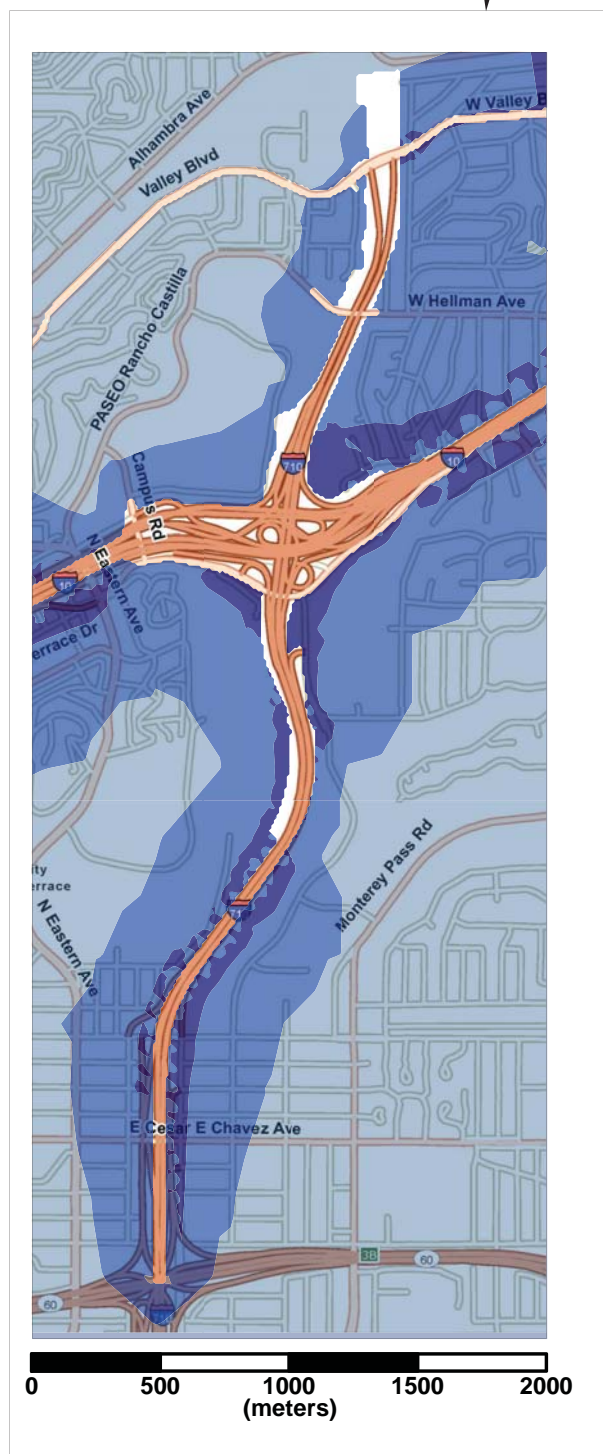 W Valley B
Alhambra Ave
Valley Blvd
PASEO Rancho Castilla
W Hellman Ave
710
10
Campus Rd
N Eastern Ave
10
errace Dr
Monterey Pass Rd
ity
errace
N Eastern Ave
E Cesar E Chavez Ave
3B
60
60
0 500 1000 1500 2000
(meters)